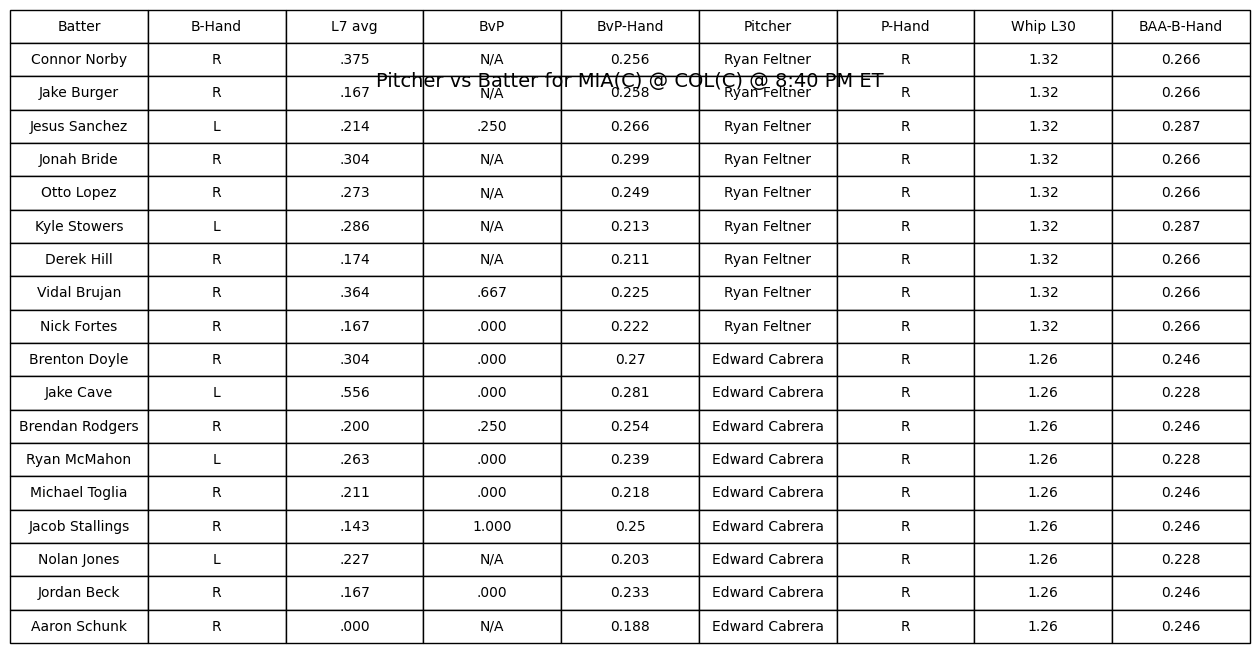 Batter B-Hand L7 avg BvP BvP-Hand Pitcher P-Hand Whip L30 BAA-B-Hand
Connor Norby R .375 N/A 0.256 Ryan Feltner R 1.32 0.266
Pitcher vs Batter for MIA(C) @ COL(C) @ 8:40 PM ET
Jake Burger R .167 N/A 0.258 Ryan Feltner R 1.32 0.266
Jesus Sanchez L .214 .250 0.266 Ryan Feltner R 1.32 0.287
Jonah Bride R .304 N/A 0.299 Ryan Feltner R 1.32 0.266
Otto Lopez R .273 N/A 0.249 Ryan Feltner R 1.32 0.266
Kyle Stowers L .286 N/A 0.213 Ryan Feltner R 1.32 0.287
Derek Hill R .174 N/A 0.211 Ryan Feltner R 1.32 0.266
Vidal Brujan R .364 .667 0.225 Ryan Feltner R 1.32 0.266
Nick Fortes R .167 .000 0.222 Ryan Feltner R 1.32 0.266
Brenton Doyle R .304 .000 0.27 Edward Cabrera R 1.26 0.246
Jake Cave L .556 .000 0.281 Edward Cabrera R 1.26 0.228
Brendan Rodgers R .200 .250 0.254 Edward Cabrera R 1.26 0.246
Ryan McMahon L .263 .000 0.239 Edward Cabrera R 1.26 0.228
Michael Toglia R .211 .000 0.218 Edward Cabrera R 1.26 0.246
Jacob Stallings R .143 1.000 0.25 Edward Cabrera R 1.26 0.246
Nolan Jones L .227 N/A 0.203 Edward Cabrera R 1.26 0.228
Jordan Beck R .167 .000 0.233 Edward Cabrera R 1.26 0.246
Aaron Schunk R .000 N/A 0.188 Edward Cabrera R 1.26 0.246